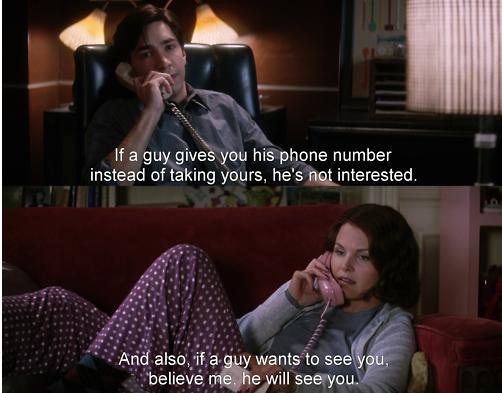 If a guy gives you his phone number
instead of taking yours, he's not interested.
And also, if a guy wants to see you,
believe me. he will see you.